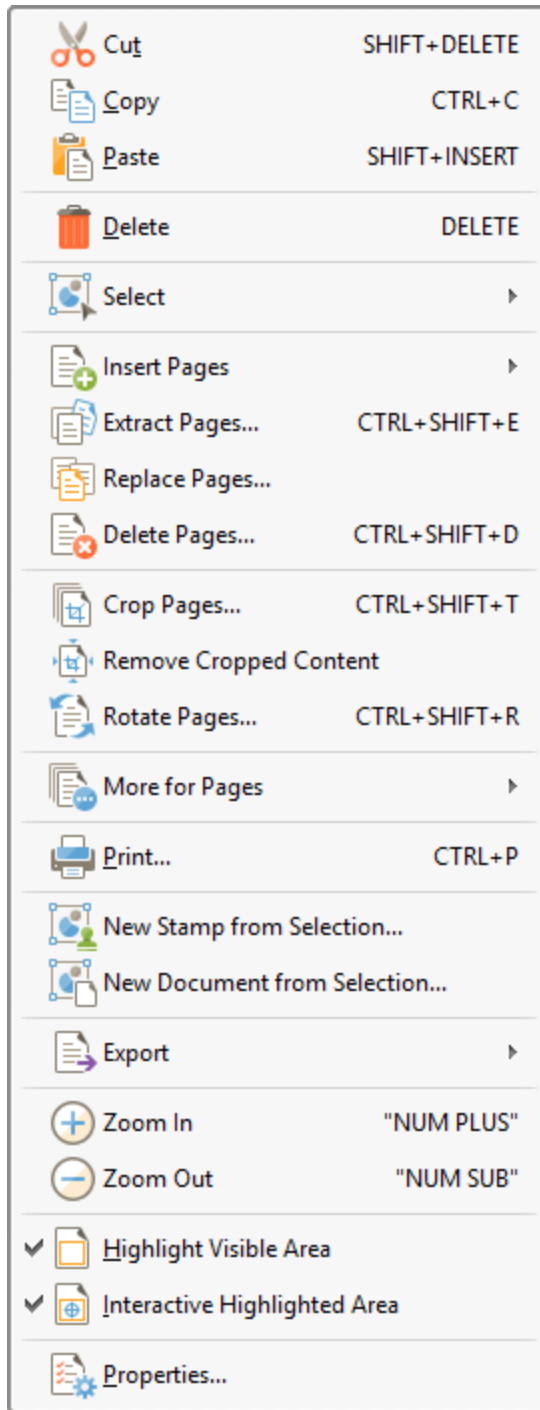 Cut SHIFT+DELETE
Copy CTRL+C
Paste SHIFT+INSERT
Delete DELETE
Select
Insert Pages
Extract Pages... CTRL+SHIFT+E
Replace Pages...
Delete Pages... CTRL+SHIFT+D
Crop Pages... CTRL+SHIFT+T
Remove Cropped Content
Rotate Pages... CTRL+SHIFT+R
More for Pages
Print... CTRL+P
New Stamp from Selection...
New Document from Selection...
Export
Zoom In "NUM PLUS"
Zoom Out "NUM SUB"
Highlight Visible Area
Interactive Highlighted Area
Properties...